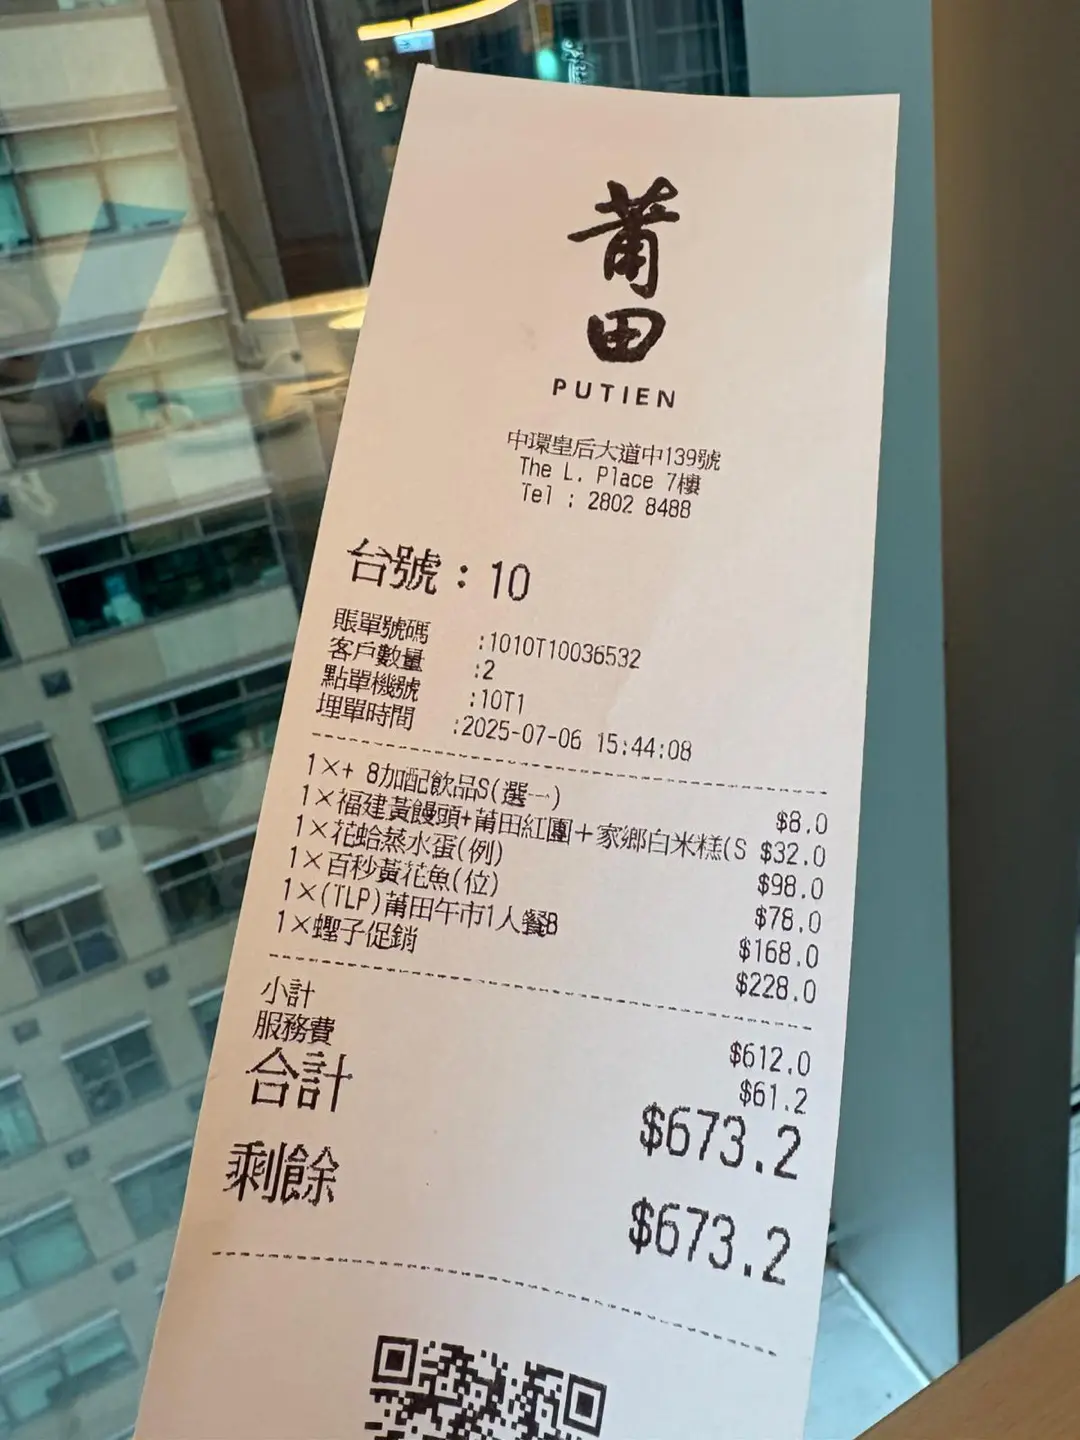 莆
田
PUTIEN
中環皇后大道中139號
The L. Place 7樓
Tel : 2802 8488
台號：10
賬單號碼 :1010T10036532
客戶數量 :2
點單機號 :10T1
埋單時間 :2025-07-06 15:44:08
1×+ 8加配飲品S(選一) $8.0
1×福建黃饅頭+莆田紅團＋家鄉白米糕(S $32.0
1×花蛤蒸水蛋(例) $98.0
1×百秒黃花魚(位) $78.0
1×(TLP)莆田午市1人餐B $168.0
1×蟶子促銷 $228.0
小計 $612.0
服務費 $61.2
合計 $673.2
剩餘 $673.2